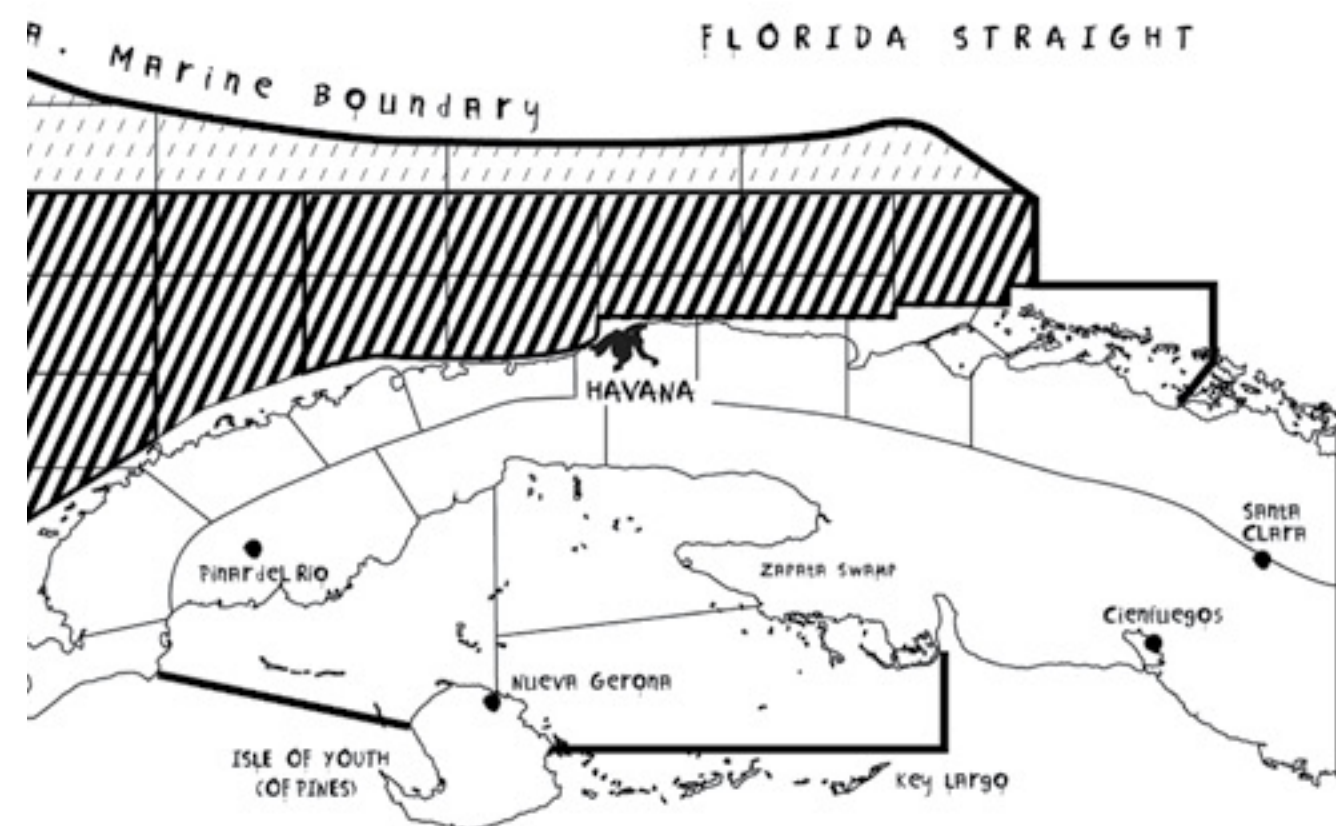 FLORIDA STRAIGHT
A. Marine Boundary
HAVANA
Santa
Clara
Pinar del Rio
ZAPATA SWAMP
Cienfuegos
Nueva Gerona
ISLE OF YOUTH
(OF PINES)
Key Largo